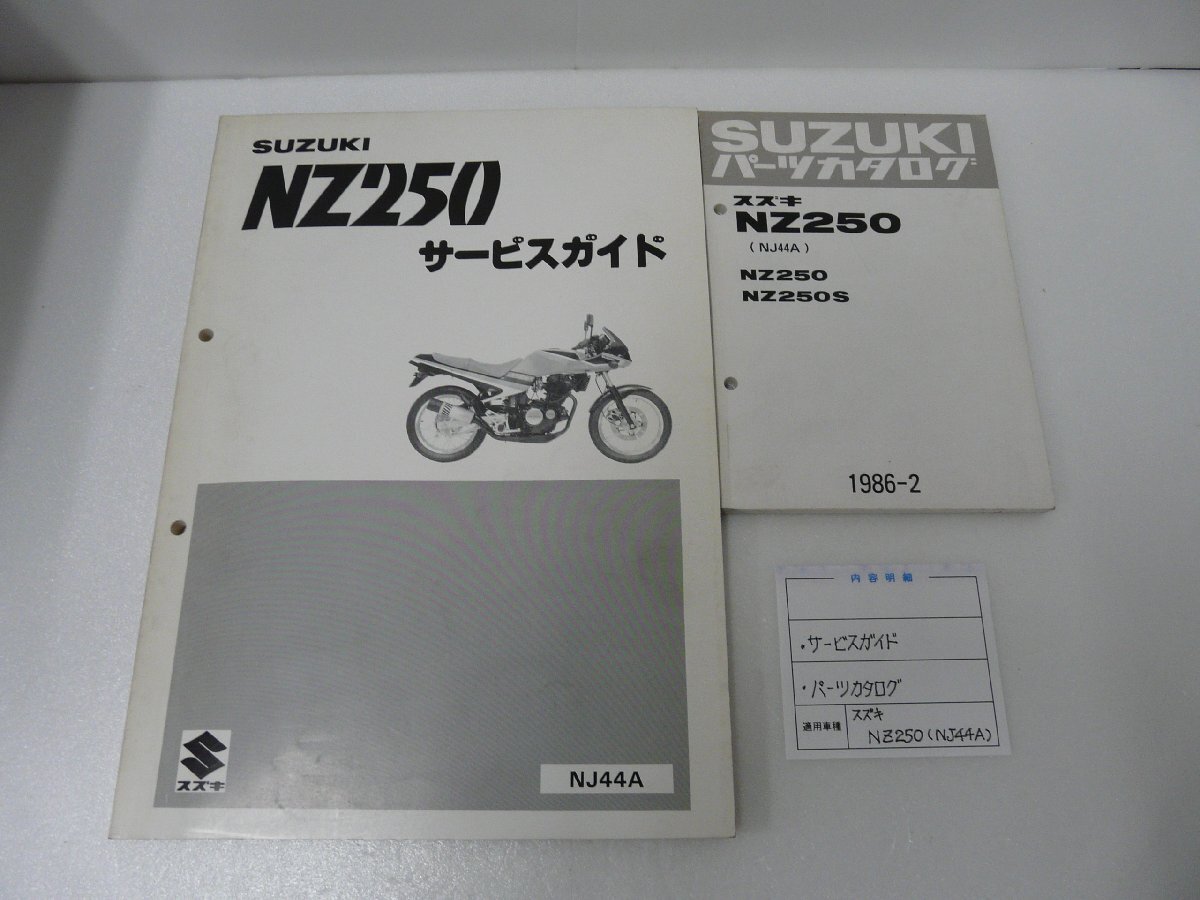 SUZUKI
NZ250
サービスガイド
スズキ
NJ44A
SUZUKI
パーツカタログ
スズキ
NZ250
(NJ44A)
NZ250
NZ250S
1986-2
内容明細
・サービスガイド
・パーツカタログ
適用車種
スズキ
NZ250(NJ44A)